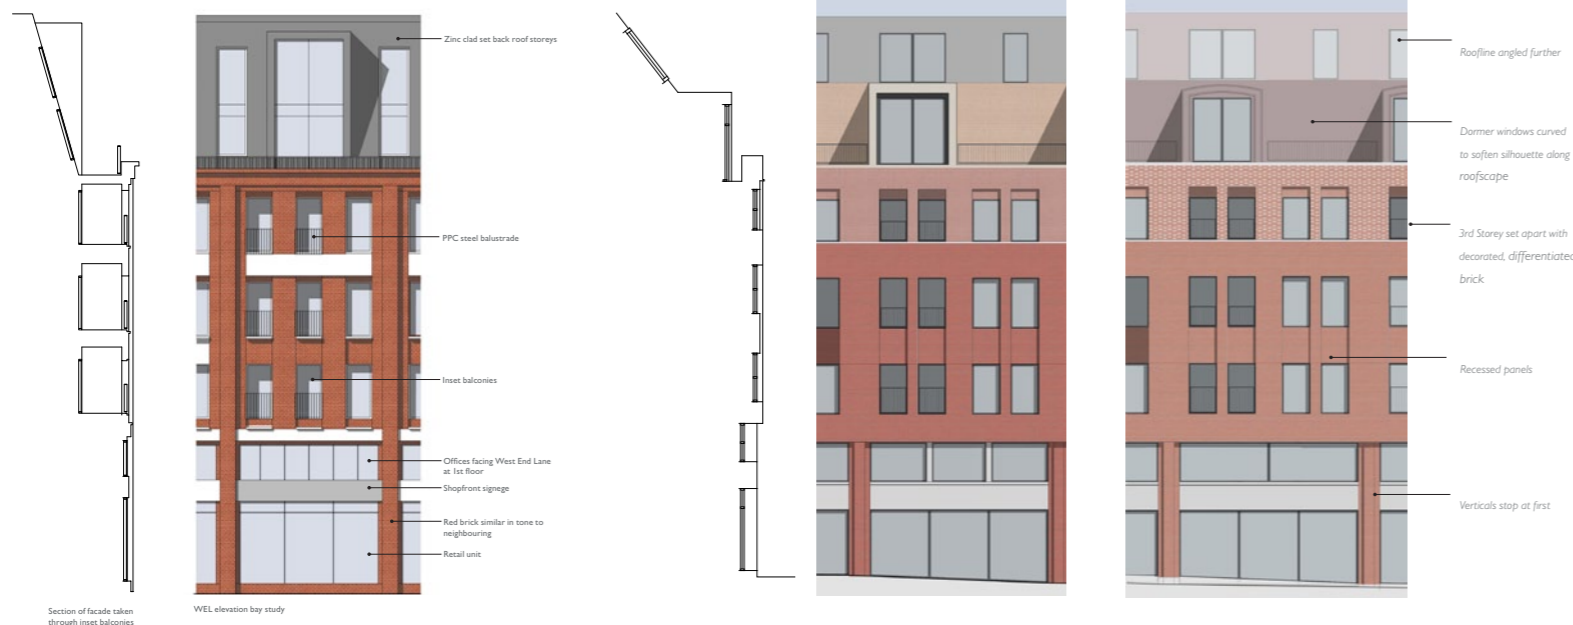 Zinc clad set back roof storeys
PPC steel balustrade
Inset balconies
Offices facing West End Lane
at 1st floor
Shopfront signege
Red brick similar in tone to
neighbouring
Retail unit
Section of facade taken
through inset balconies
WEL elevation bay study
Roofline angled further
Dormer windows curved
to soften silhouette along
roofscape
3rd Storey set apart with
decorated, differentiated
brick
Recessed panels
Verticals stop at first